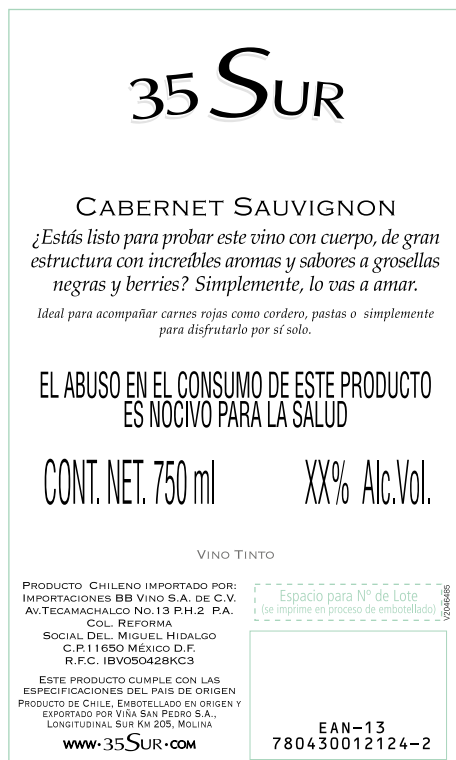 35 SUR
CABERNET SAUVIGNON
¿Estás listo para probar este vino con cuerpo, de gran
estructura con increíbles aromas y sabores a grosellas
negras y berries? Simplemente, lo vas a amar.
Ideal para acompañar carnes rojas como cordero, pastas o simplemente
para disfrutarlo por sí solo.
EL ABUSO EN EL CONSUMO DE ESTE PRODUCTO
ES NOCIVO PARA LA SALUD
CONT. NET. 750 ml XX% Alc.Vol.
VINO TINTO
PRODUCTO CHILENO IMPORTADO POR:
IMPORTACIONES BB VINO S.A. DE C.V.
AV.TECAMACHALCO NO.13 P.H.2 P.A.
COL. REFORMA
SOCIAL DEL. MIGUEL HIDALGO
C.P.11650 MÉXICO D.F.
R.F.C. IBV050428KC3
ESTE PRODUCTO CUMPLE CON LAS
ESPECIFICACIONES DEL PAIS DE ORIGEN
PRODUCTO DE CHILE, EMBOTELLADO EN ORIGEN Y
EXPORTADO POR VIÑA SAN PEDRO S.A.,
LONGITUDINAL SUR KM 205, MOLINA
WWW•35SUR•COM
Espacio para Nº de Lote
(se imprime en proceso de embotellado)
V2046485
EAN-13
780430012124-2